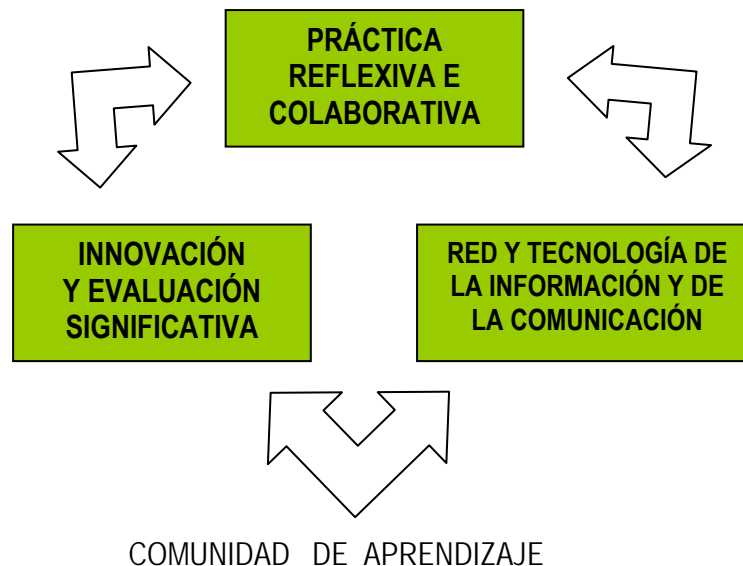 PRÁCTICA
REFLEXIVA E
COLABORATIVA
INNOVACIÓN
Y EVALUACIÓN
SIGNIFICATIVA
RED Y TECNOLOGÍA DE
LA INFORMACIÓN Y DE
LA COMUNICACIÓN
COMUNIDAD DE APRENDIZAJE